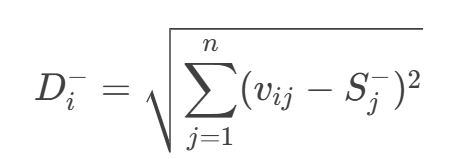 $D_i^- = \sqrt{\sum_{j=1}^{n}(v_{ij} - S_j^-)^2}$